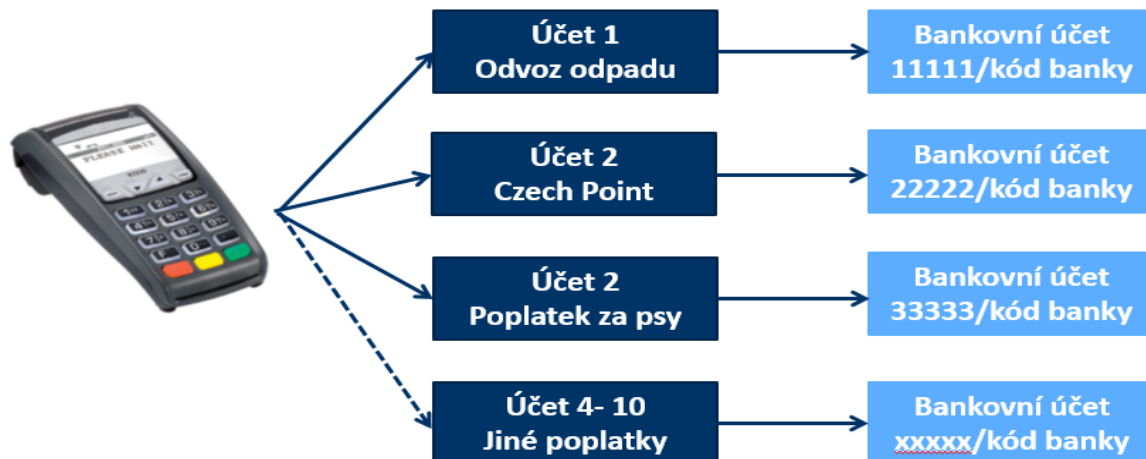 Účet 1
Odvoz odpadu
Bankovní účet
11111/kód banky
PLEASE WAIT
Účet 2
Czech Point
Bankovní účet
22222/kód banky
Účet 2
Poplatek za psy
Bankovní účet
33333/kód banky
Účet 4- 10
Jiné poplatky
Bankovní účet
xxxxx/kód banky